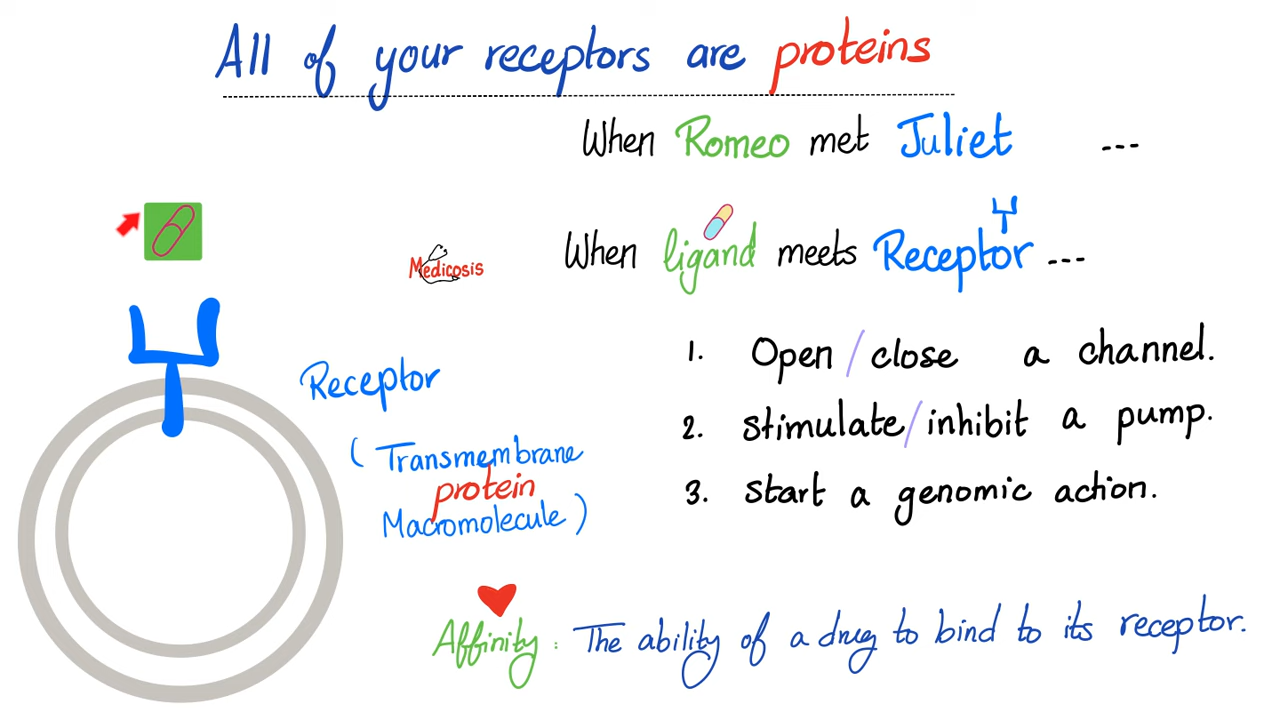 All of your receptors are proteins
When Romeo met Juliet ---
Medicosis
When ligand meets Receptor ---
1. Open / close a channel.
Receptor
2. stimulate / inhibit a pump.
( Transmembrane
protein
Macromolecule )
3. start a genomic action.
Affinity : The ability of a drug to bind to its receptor.